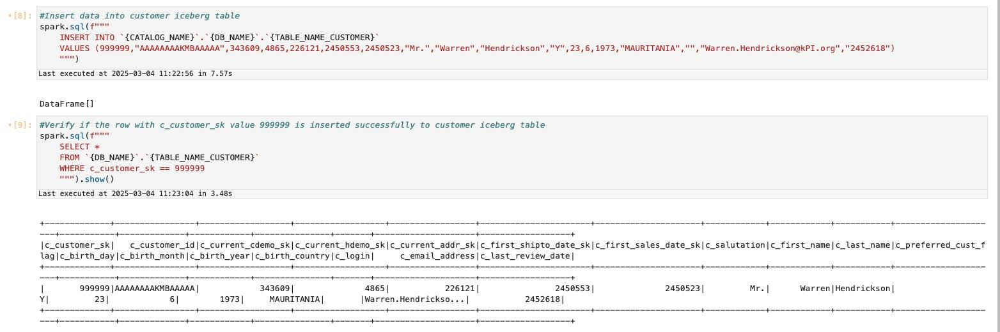 [8]: #Insert data into customer iceberg table
spark.sql(f"""
    INSERT INTO `{CATALOG_NAME}`.`{DB_NAME}`.`{TABLE_NAME_CUSTOMER}`
    VALUES (999999,"AAAAAAAAKMBAAAAA",343609,4865,226121,2450553,2450523,"Mr.","Warren","Hendrickson","Y",23,6,1973,"MAURITANIA","","Warren.Hendrickson@kPI.org","2452618")
    """)
Last executed at 2025-03-04 11:22:56 in 7.57s
DataFrame[]
[9]: #Verify if the row with c_customer_sk value 999999 is inserted successfully to customer iceberg table
spark.sql(f"""
    SELECT *
    FROM `{DB_NAME}`.`{TABLE_NAME_CUSTOMER}`
    WHERE c_customer_sk == 999999
    """).show()
Last executed at 2025-03-04 11:23:04 in 3.48s
|c_customer_sk|   c_customer_id|c_current_cdemo_sk|c_current_hdemo_sk|c_current_addr_sk|c_first_shipto_date_sk|c_first_sales_date_sk|c_salutation|c_first_name|c_last_name|c_preferred_cust_f
lag|c_birth_day|c_birth_month|c_birth_year|c_birth_country|c_login|     c_email_address|c_last_review_date|
|       999999|AAAAAAAAKMBAAAAA|            343609|              4865|           226121|               2450553|              2450523|         Mr.|      Warren|Hendrickson|
Y|         23|            6|        1973|     MAURITANIA|       |Warren.Hendrickso...|           2452618|